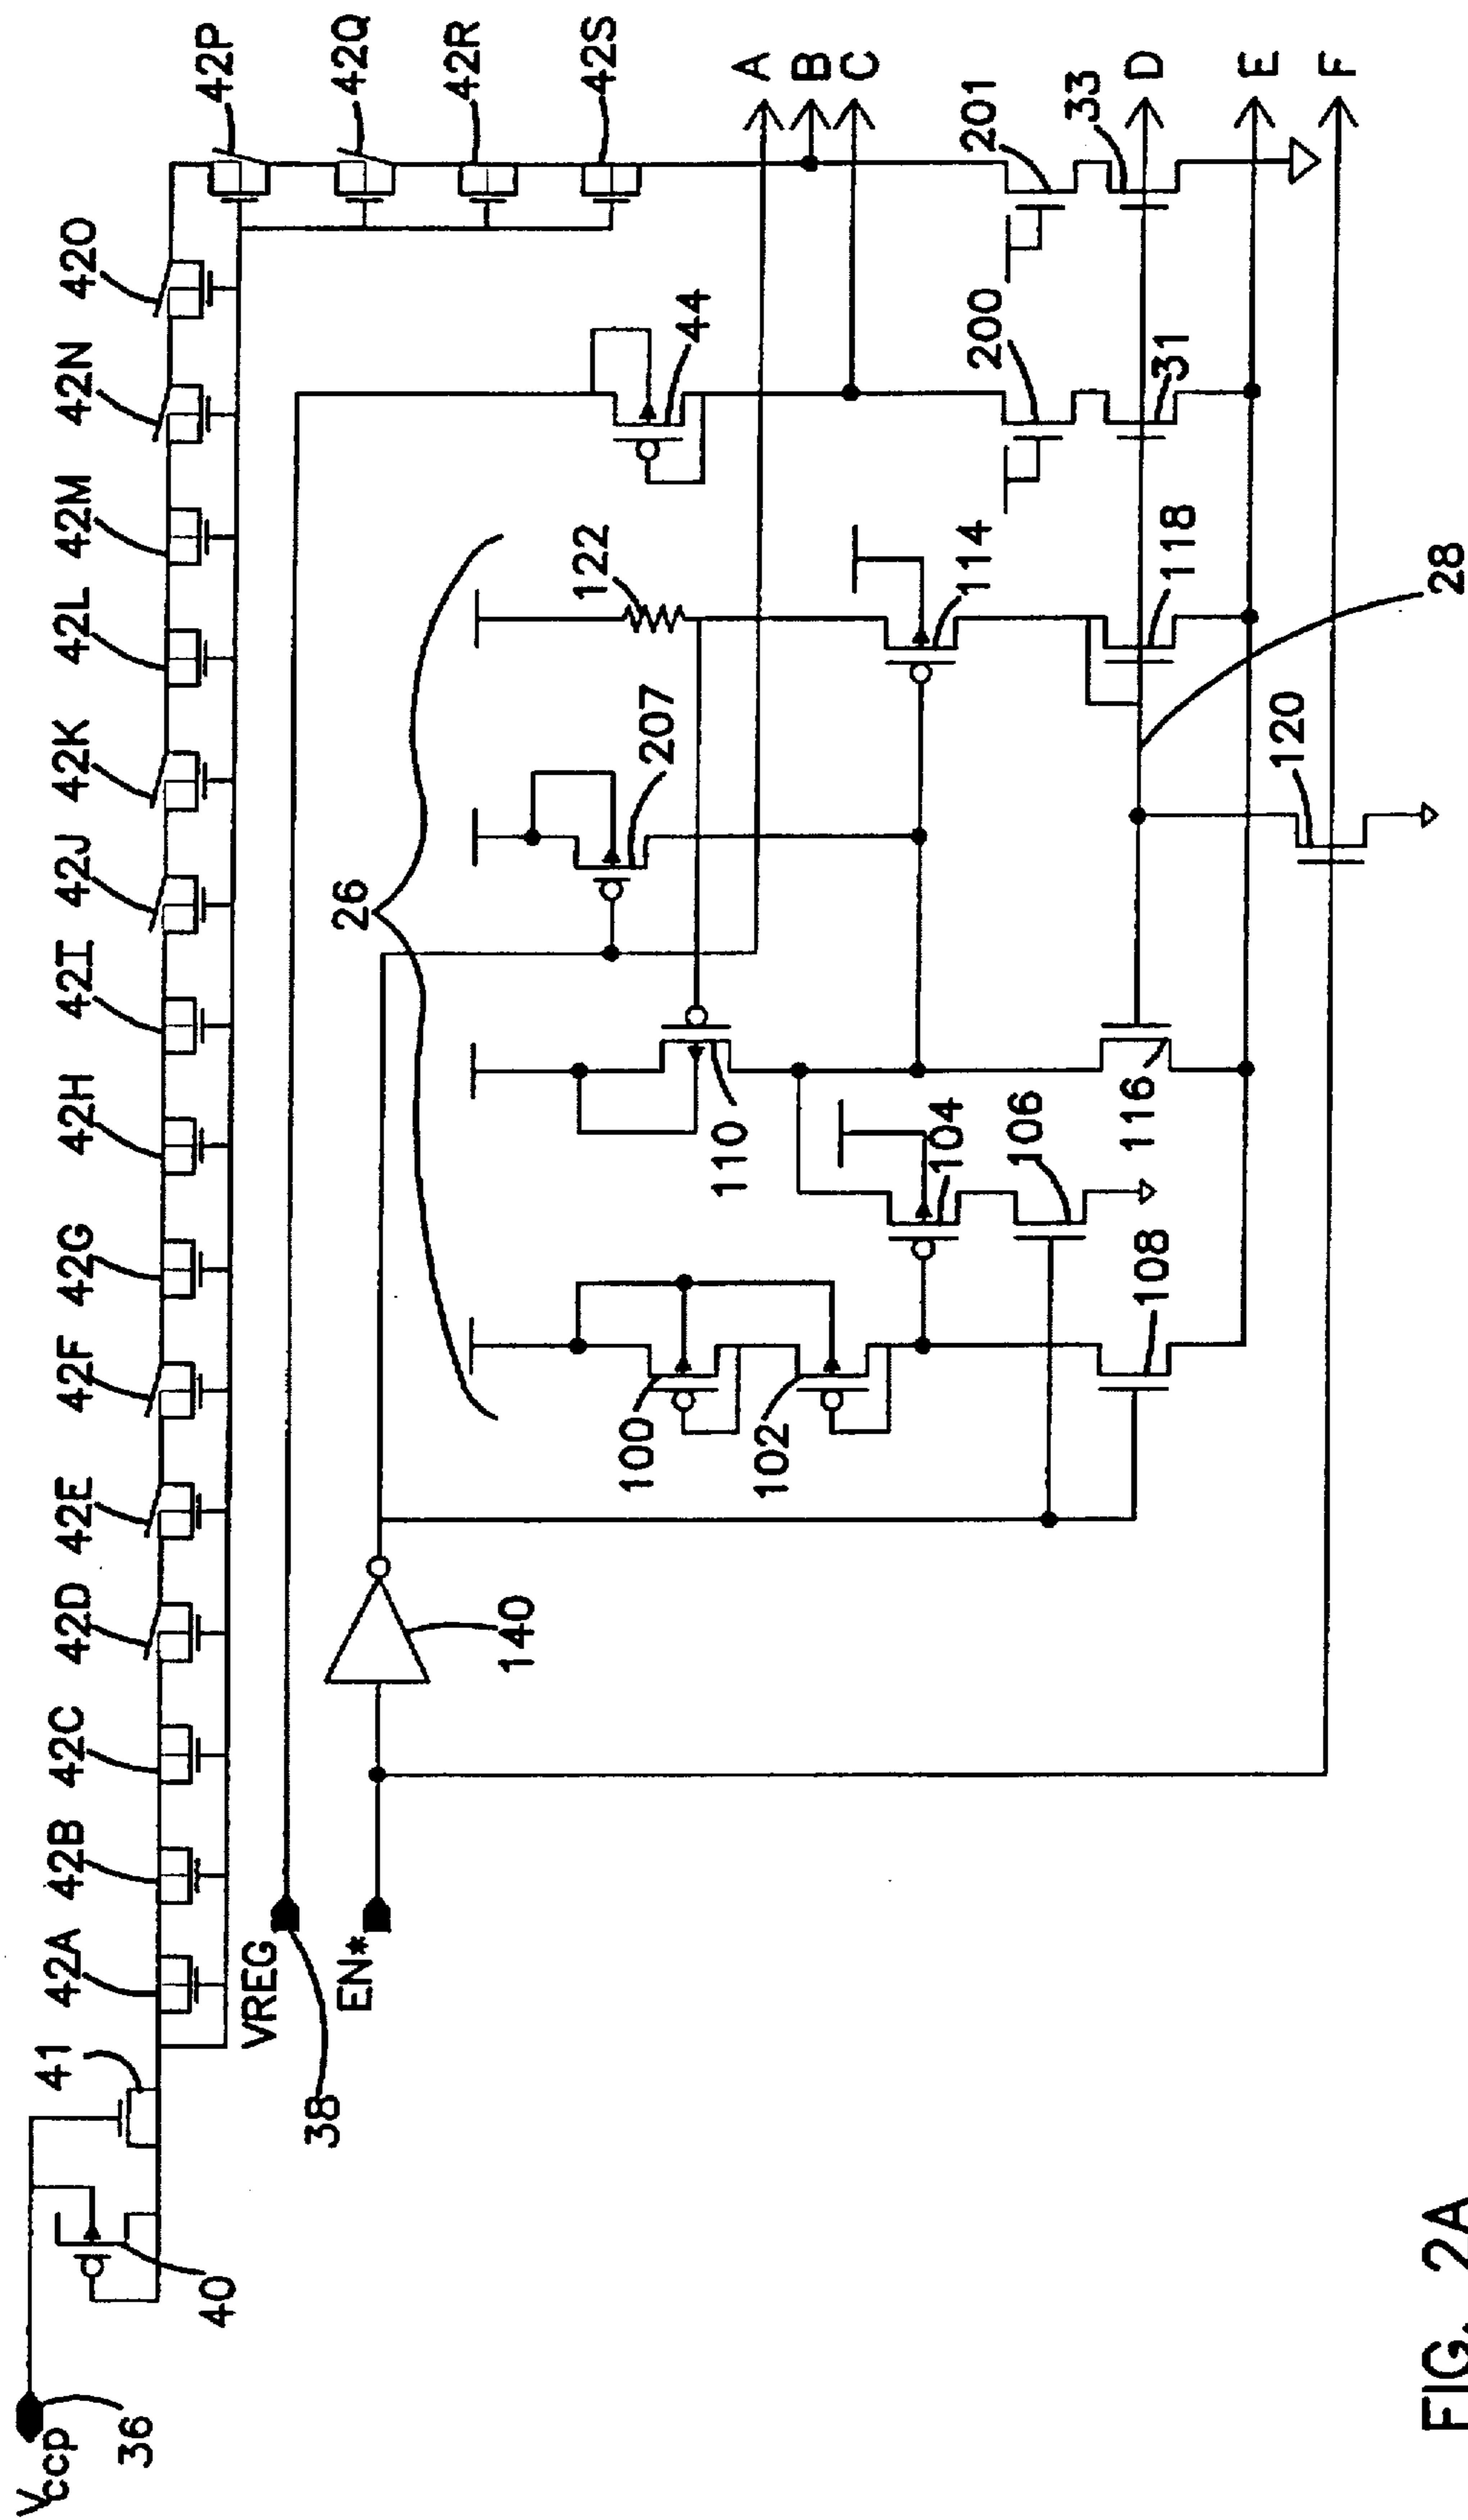 42A
42B
42C
42D
42E
42F
42G
42H
42I
42J
42K
42L
42M
42N
42O
42P
42Q
42R
42S
41
40
Vccp
36
VREG
38
EN*
140
26
207
122
44
A
B
C
110
104
106
100
102
108
116
114
118
200
201
31
33
D
E
F
120
28
FIG. 2A